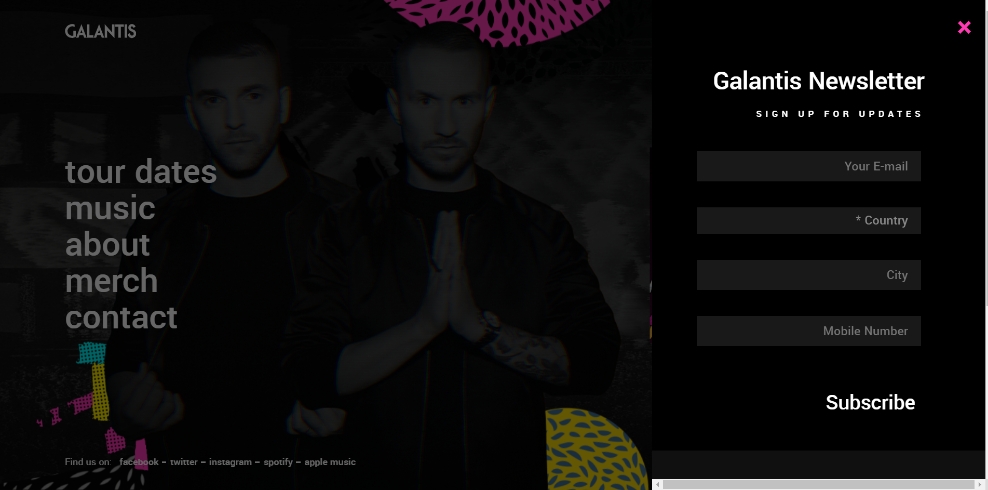 GALANTIS
tour dates
music
about
merch
contact
Find us on: facebook – twitter – instagram – spotify – apple music
Galantis Newsletter
SIGN UP FOR UPDATES
Your E-mail
* Country
City
Mobile Number
Subscribe